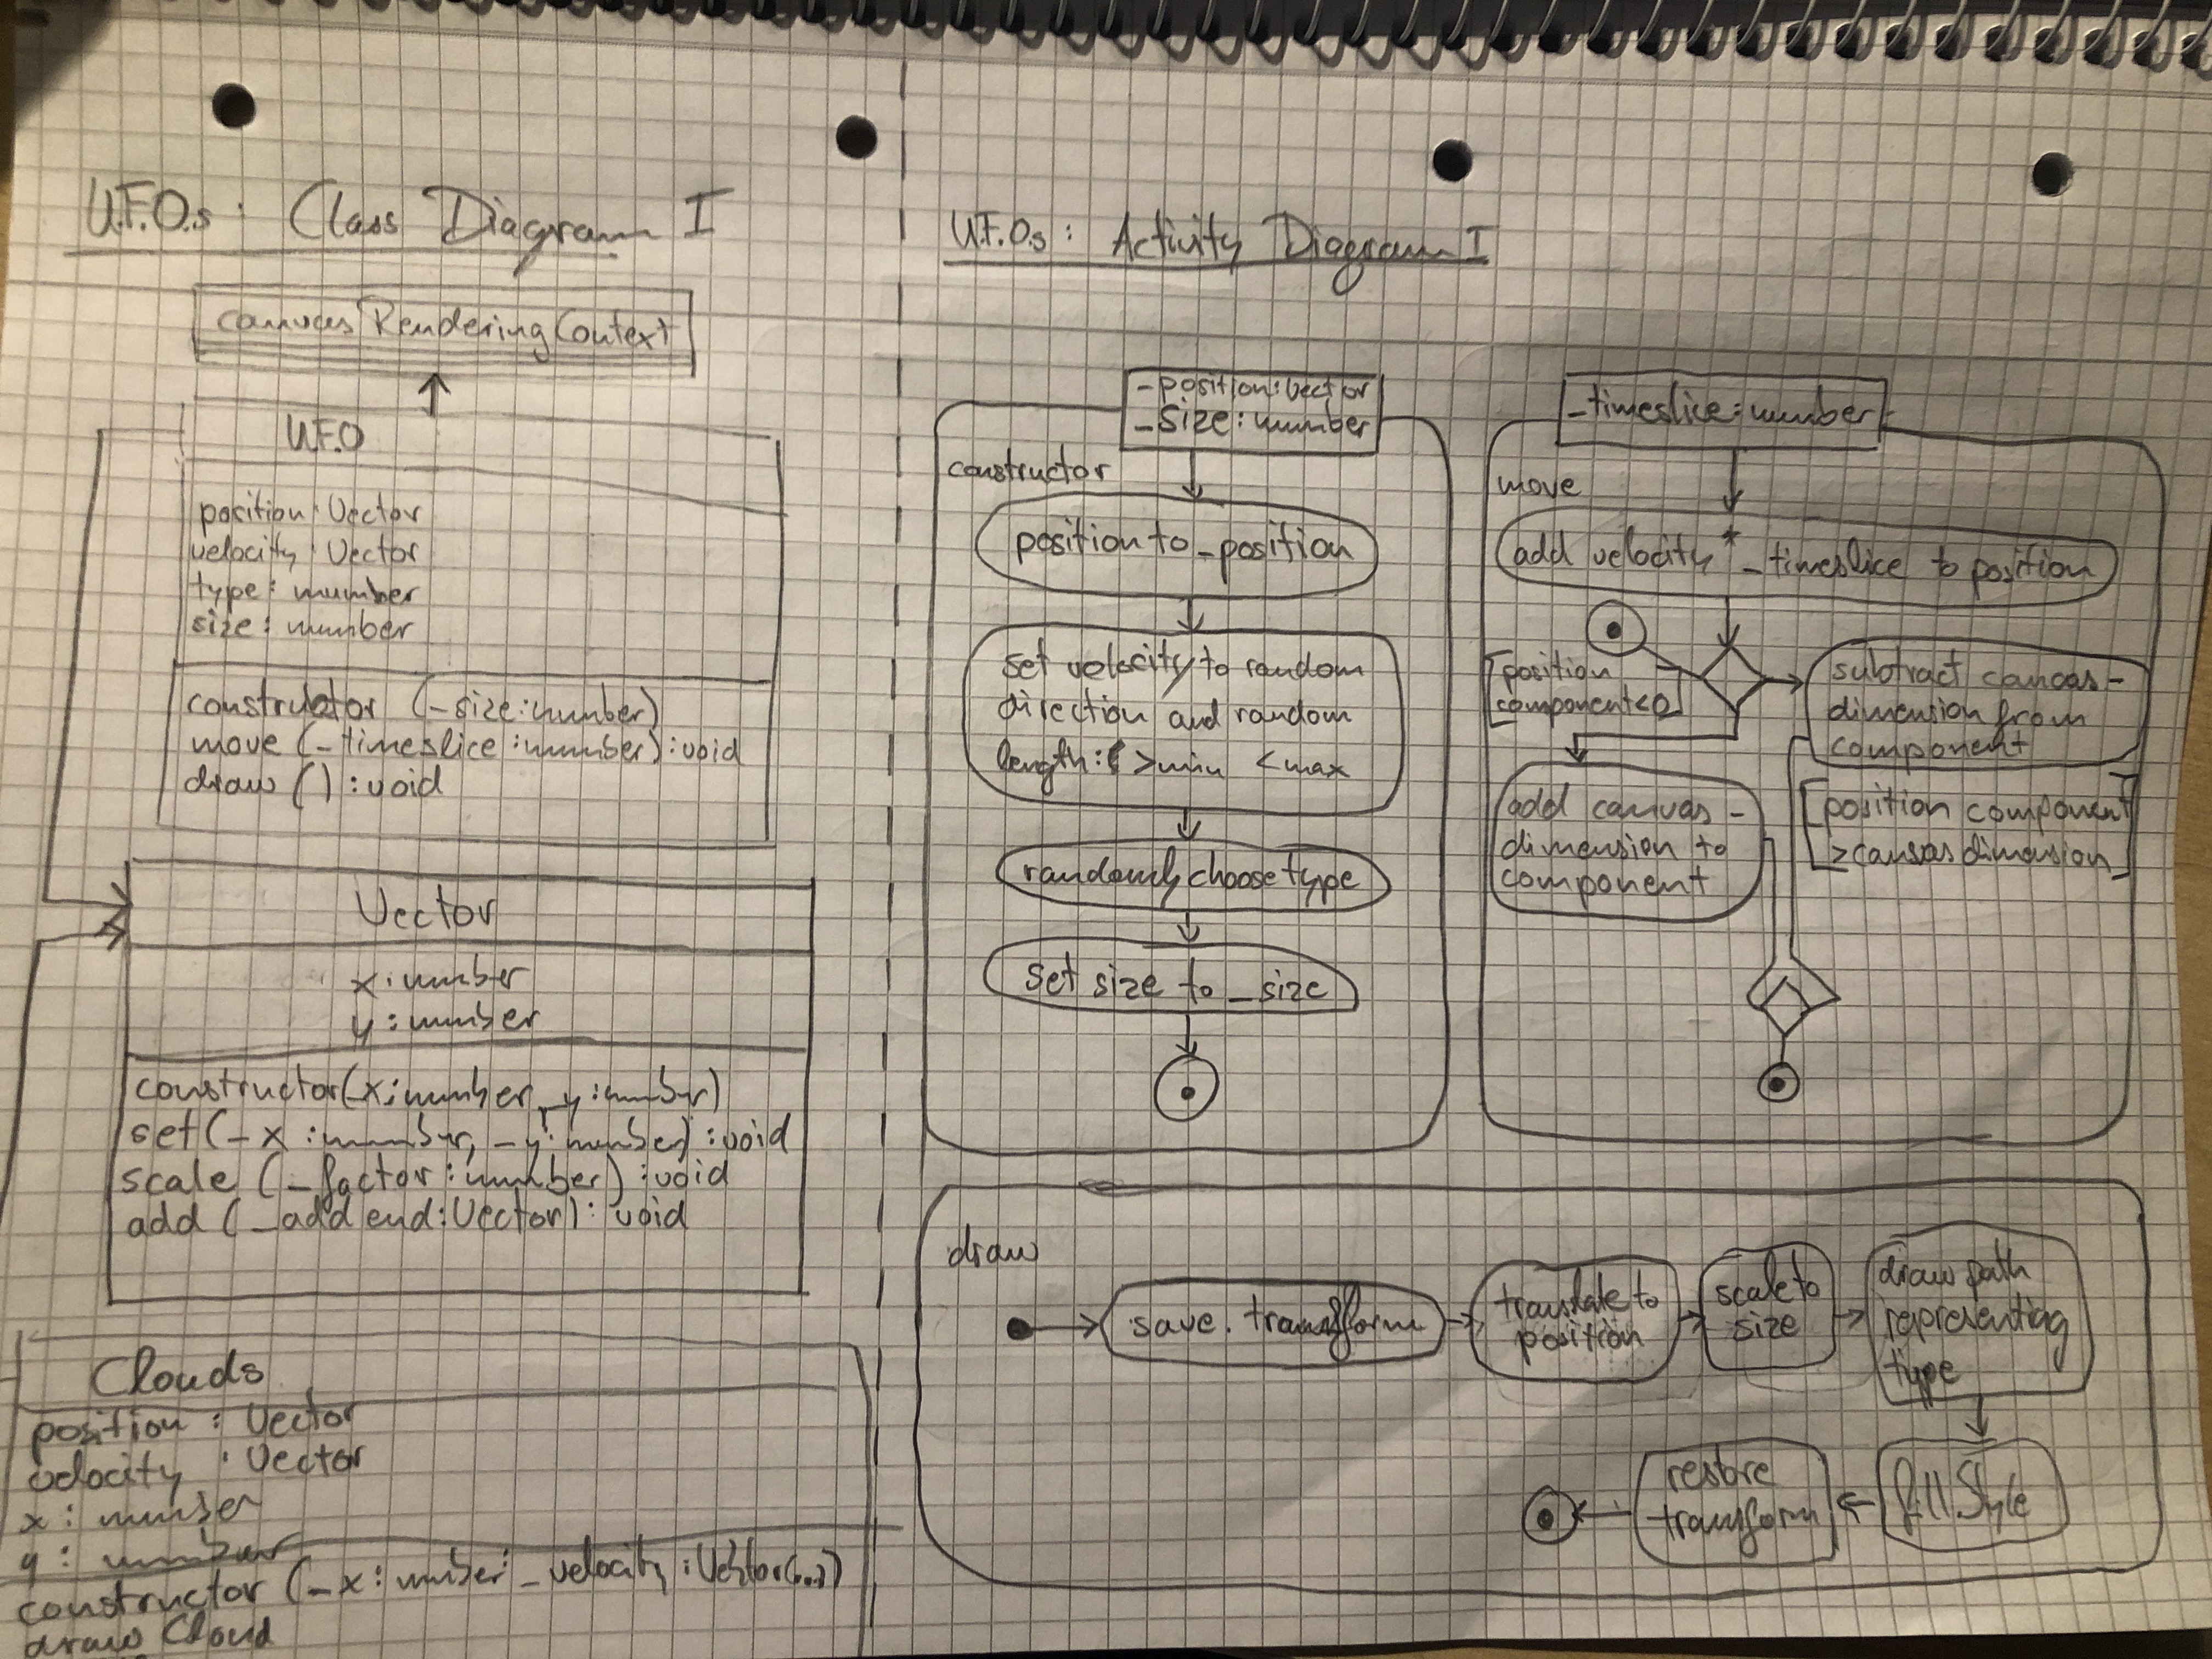 U.F.O.s : Class Diagram I
canvasRenderingContext
U.F.O
position : Vector
velocity : Vector
type : number
size : number
constructor (_size : number)
move (_timeslice : number) : void
draw () : void
Vector
x : number
y : number
constructor (x : number, y : number)
set (_x : number, _y : number) : void
scale (_factor : number) : void
add (_addend : Vector) : void
Clouds
position : Vector
velocity : Vector
x : number
y : number
constructor (_x : number; _velocity :
draw Cloud
U.F.O.s : Activity Diagram I
_position : Vector
_size : number
constructor
position to _position
set velocity to random
direction and random
length : > min < max
randomly choose type
set size to _size
_timeslice : number
move
add velocity * _timeslice to position
[position
component<0]
add canvas-
dimension to
component
subtract canvas-
dimension from
component
[position component
≥canvasdimension]
draw
save. transform
translate to
position
scale to
size
draw path
representing
type
fill Style
restore
transform